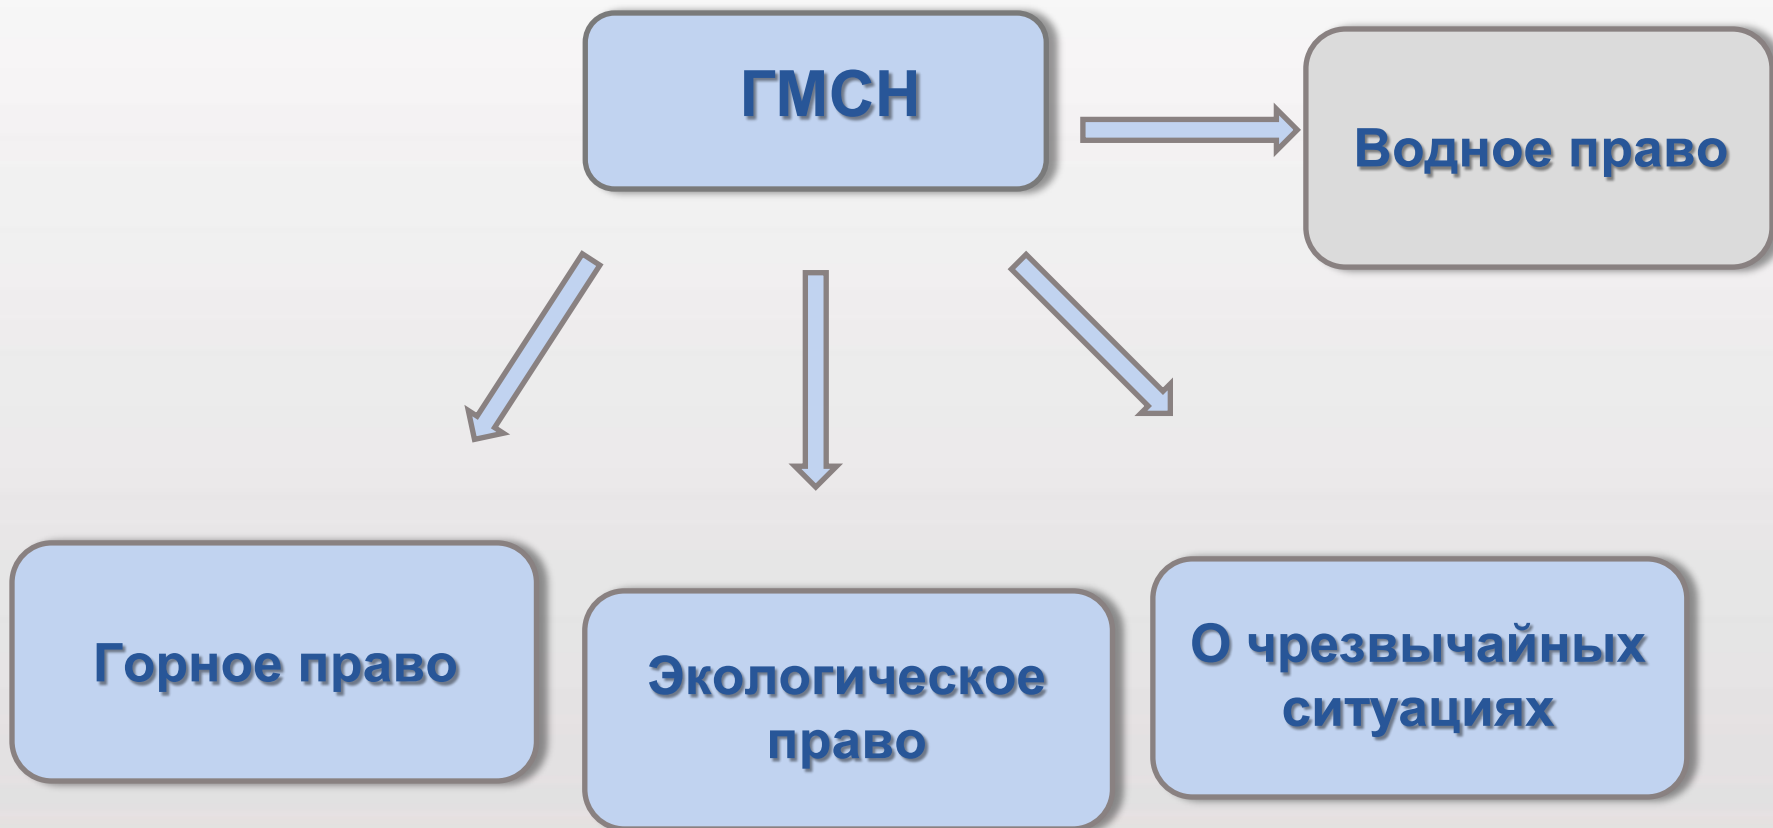 ГМСН
Водное право
Горное право
Экологическое
право
О чрезвычайных
ситуациях